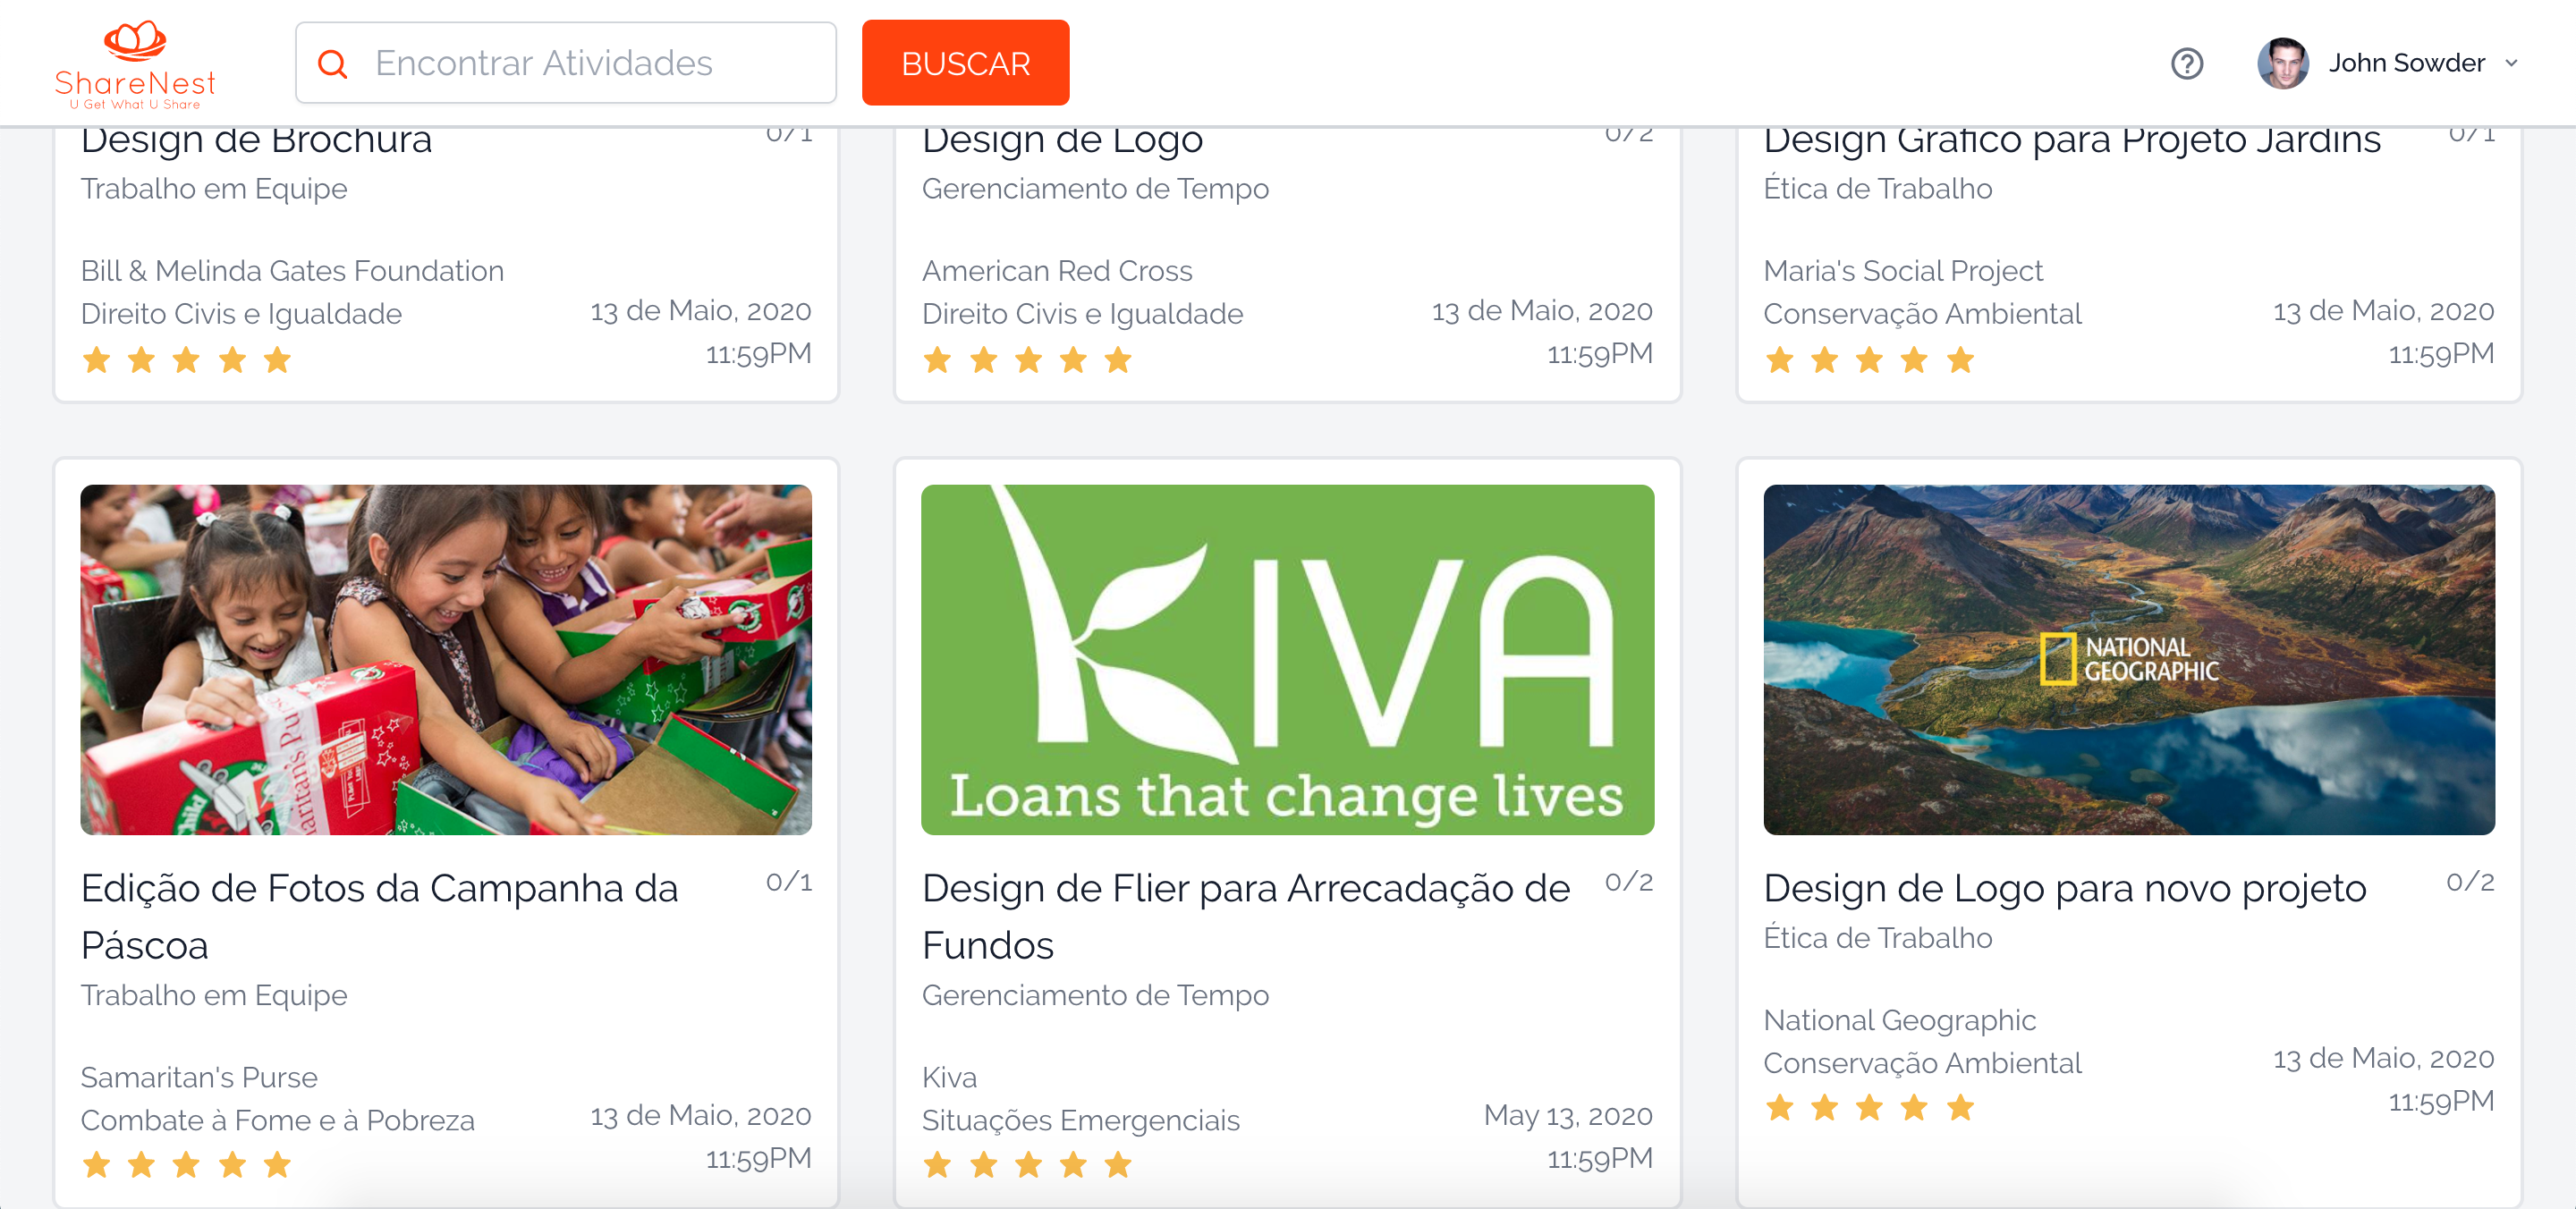 ShareNest
U Get What U Share
Encontrar Atividades
BUSCAR
John Sowder
Design de Brochura
0/1
Trabalho em Equipe
Bill & Melinda Gates Foundation
Direito Civis e Igualdade
13 de Maio, 2020
11:59PM
Design de Logo
0/2
Gerenciamento de Tempo
American Red Cross
Direito Civis e Igualdade
13 de Maio, 2020
11:59PM
Design Gráfico para Projeto Jardins
0/1
Ética de Trabalho
Maria's Social Project
Conservação Ambiental
13 de Maio, 2020
11:59PM
Edição de Fotos da Campanha da
Páscoa
0/1
Trabalho em Equipe
Samaritan's Purse
Combate à Fome e à Pobreza
13 de Maio, 2020
11:59PM
KIVA
Loans that change lives
Design de Flier para Arrecadação de
Fundos
0/2
Gerenciamento de Tempo
Kiva
Situações Emergenciais
May 13, 2020
11:59PM
NATIONAL
GEOGRAPHIC
Design de Logo para novo projeto
0/2
Ética de Trabalho
National Geographic
Conservação Ambiental
13 de Maio, 2020
11:59PM